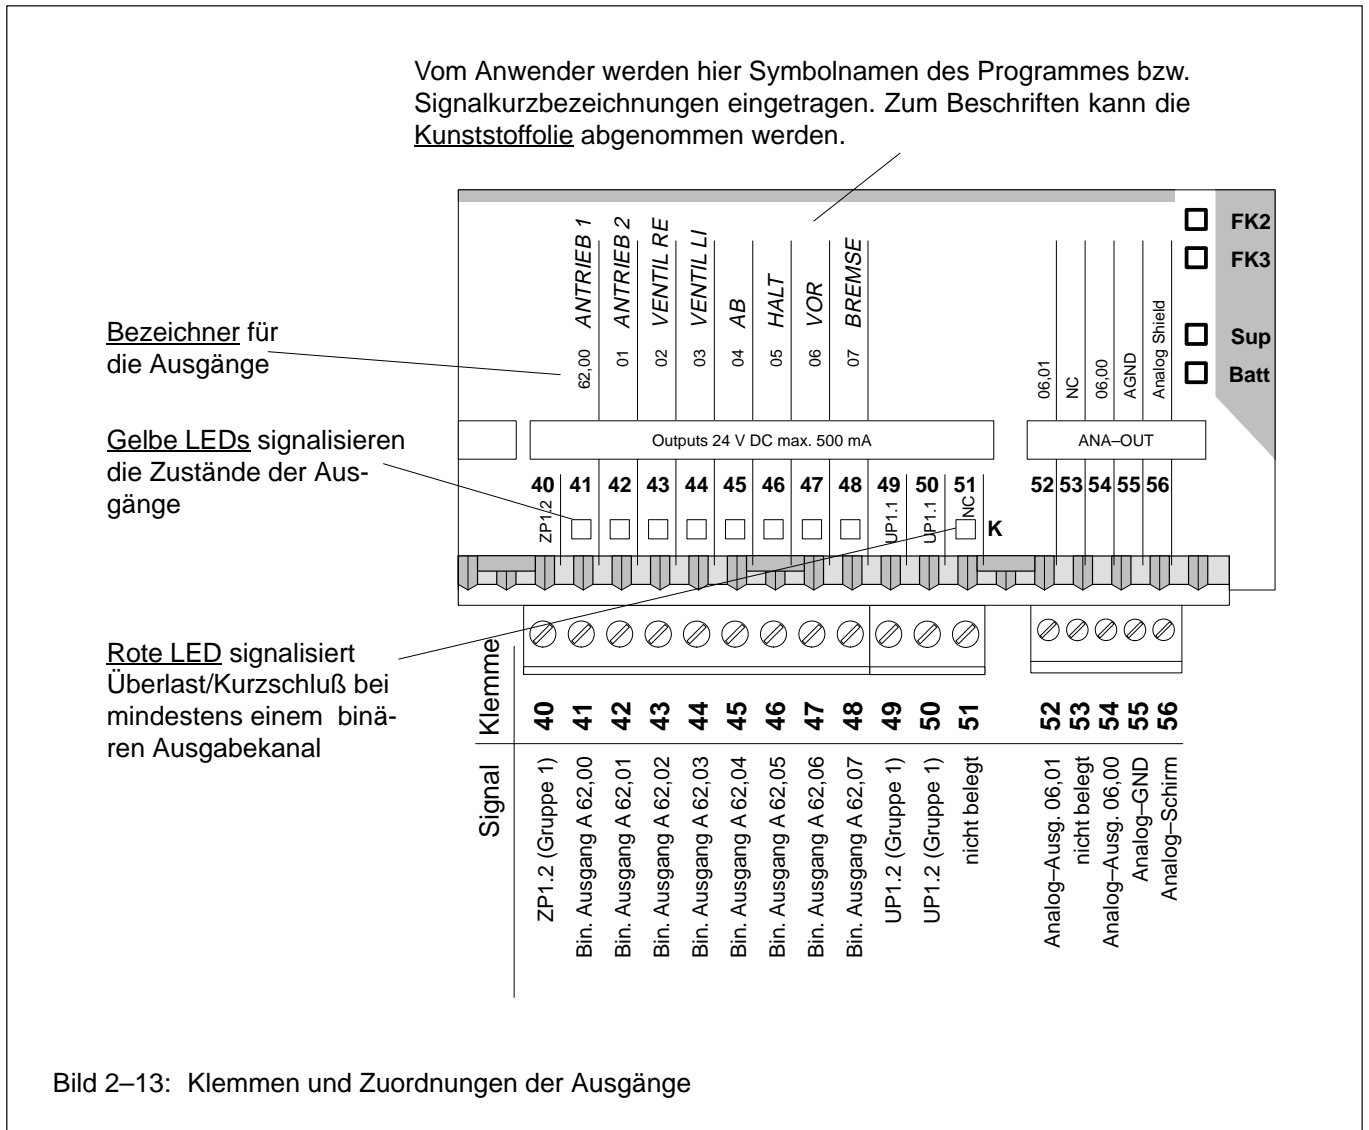 Vom Anwender werden hier Symbolnamen des Programmes bzw.
Signalkurzbezeichnungen eingetragen. Zum Beschriften kann die
Kunststoffolie abgenommen werden.
FK2
FK3
Sup
Batt
Bezeichner für
die Ausgänge
62,00 ANTRIEB 1
01 ANTRIEB 2
02 VENTIL RE
03 VENTIL LI
04 AB
05 HALT
06 VOR
07 BREMSE
06,01
NC
06,00
AGND
Analog Shield
Gelbe LEDs signalisieren
die Zustände der Aus-
gänge
Outputs 24 V DC max. 500 mA
ANA–OUT
40 41 42 43 44 45 46 47 48 49 50 51
52 53 54 55 56
ZP1.2
UP1.1
UP1.1
NC
K
Rote LED signalisiert
Überlast/Kurzschluß bei
mindestens einem binä-
ren Ausgabekanal
Klemme
40 41 42 43 44 45 46 47 48 49 50 51
52 53 54 55 56
Signal
ZP1.2 (Gruppe 1)
Bin. Ausgang A 62,00
Bin. Ausgang A 62,01
Bin. Ausgang A 62,02
Bin. Ausgang A 62,03
Bin. Ausgang A 62,04
Bin. Ausgang A 62,05
Bin. Ausgang A 62,06
Bin. Ausgang A 62,07
UP1.2 (Gruppe 1)
UP1.2 (Gruppe 1)
nicht belegt
Analog–Ausg. 06,01
nicht belegt
Analog–Ausg. 06,00
Analog–GND
Analog–Schirm
Bild 2–13: Klemmen und Zuordnungen der Ausgänge